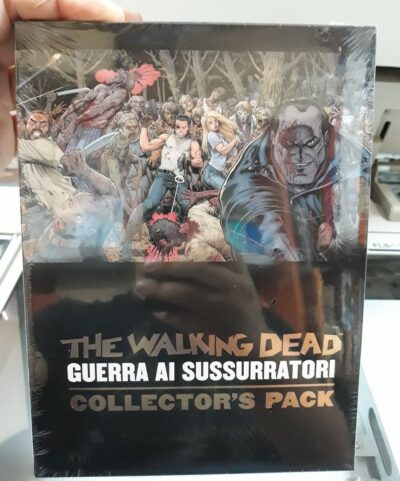 THE WALKING DEAD
GUERRA AI SUSSURRATORI
COLLECTOR'S PACK